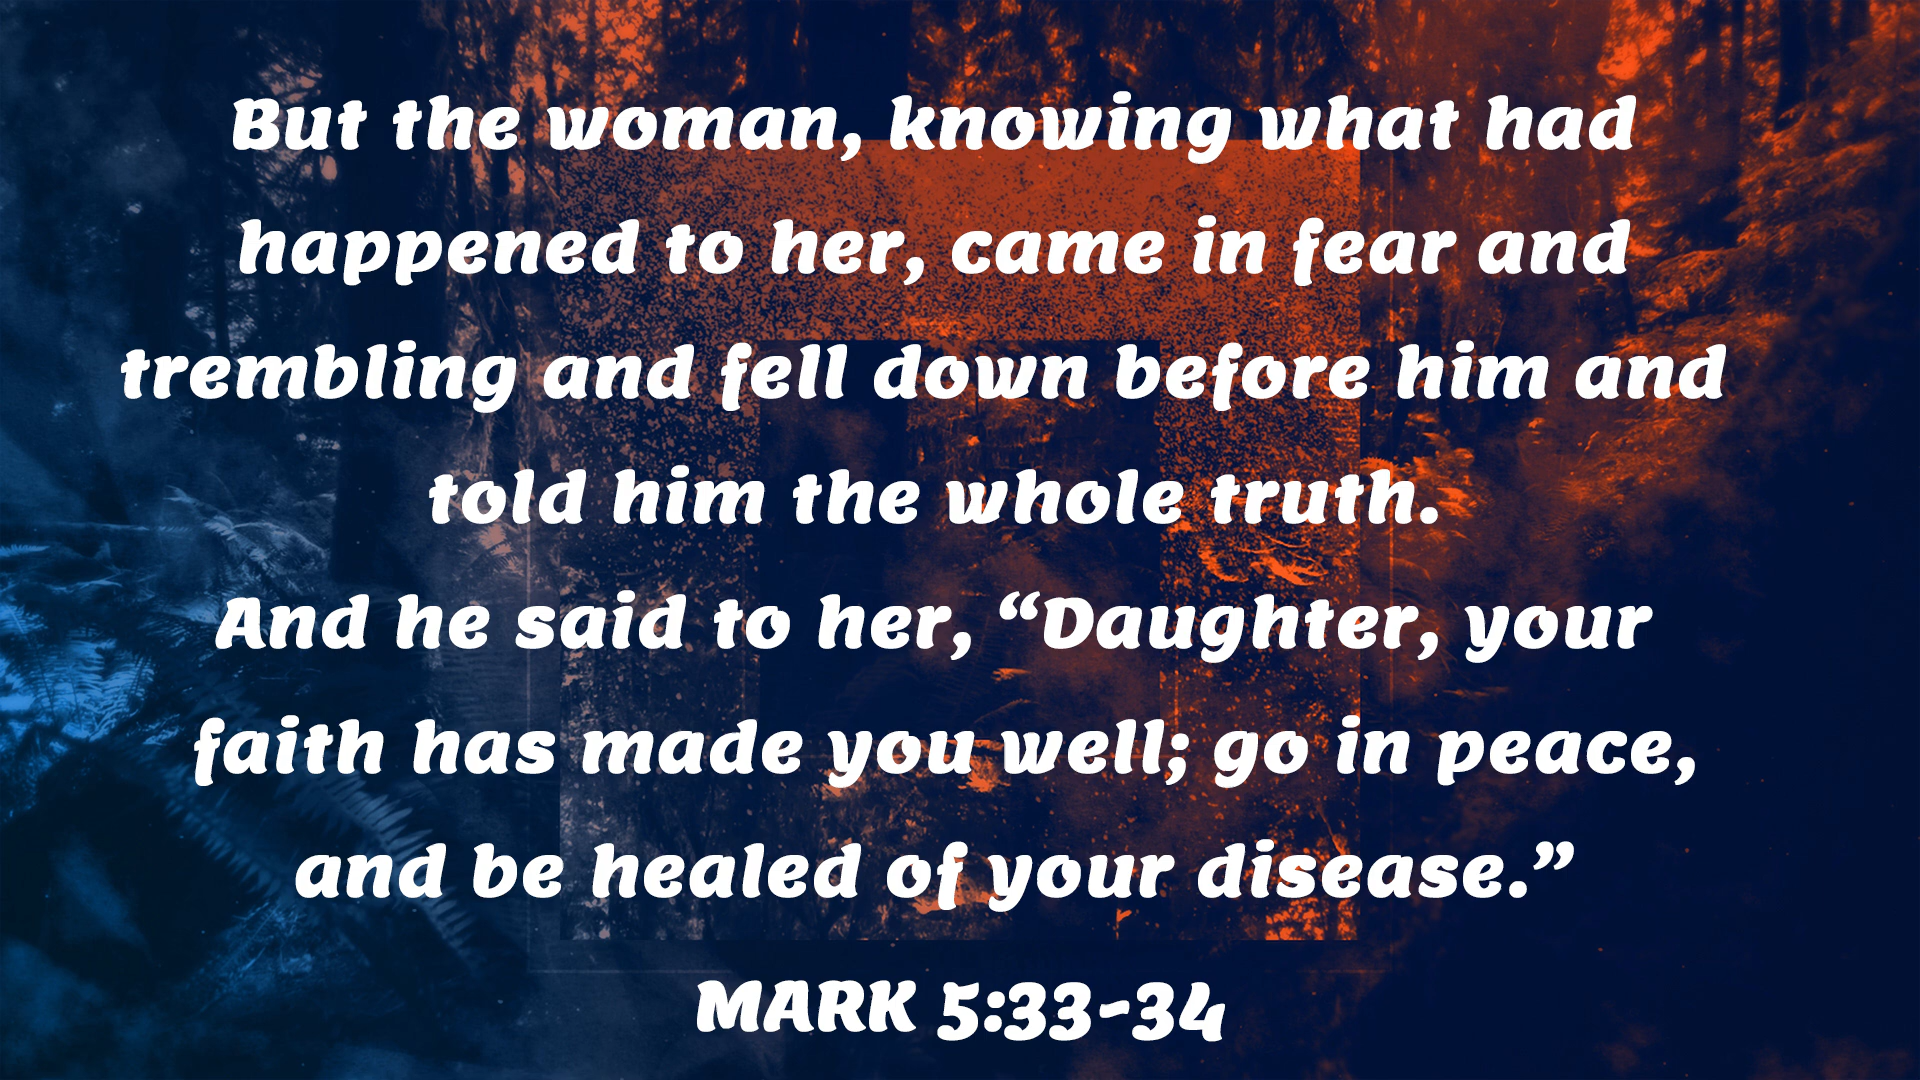 But the woman, knowing what had
happened to her, came in fear and
trembling and fell down before him and
told him the whole truth.
And he said to her, “Daughter, your
faith has made you well; go in peace,
and be healed of your disease.”
MARK 5:33-34